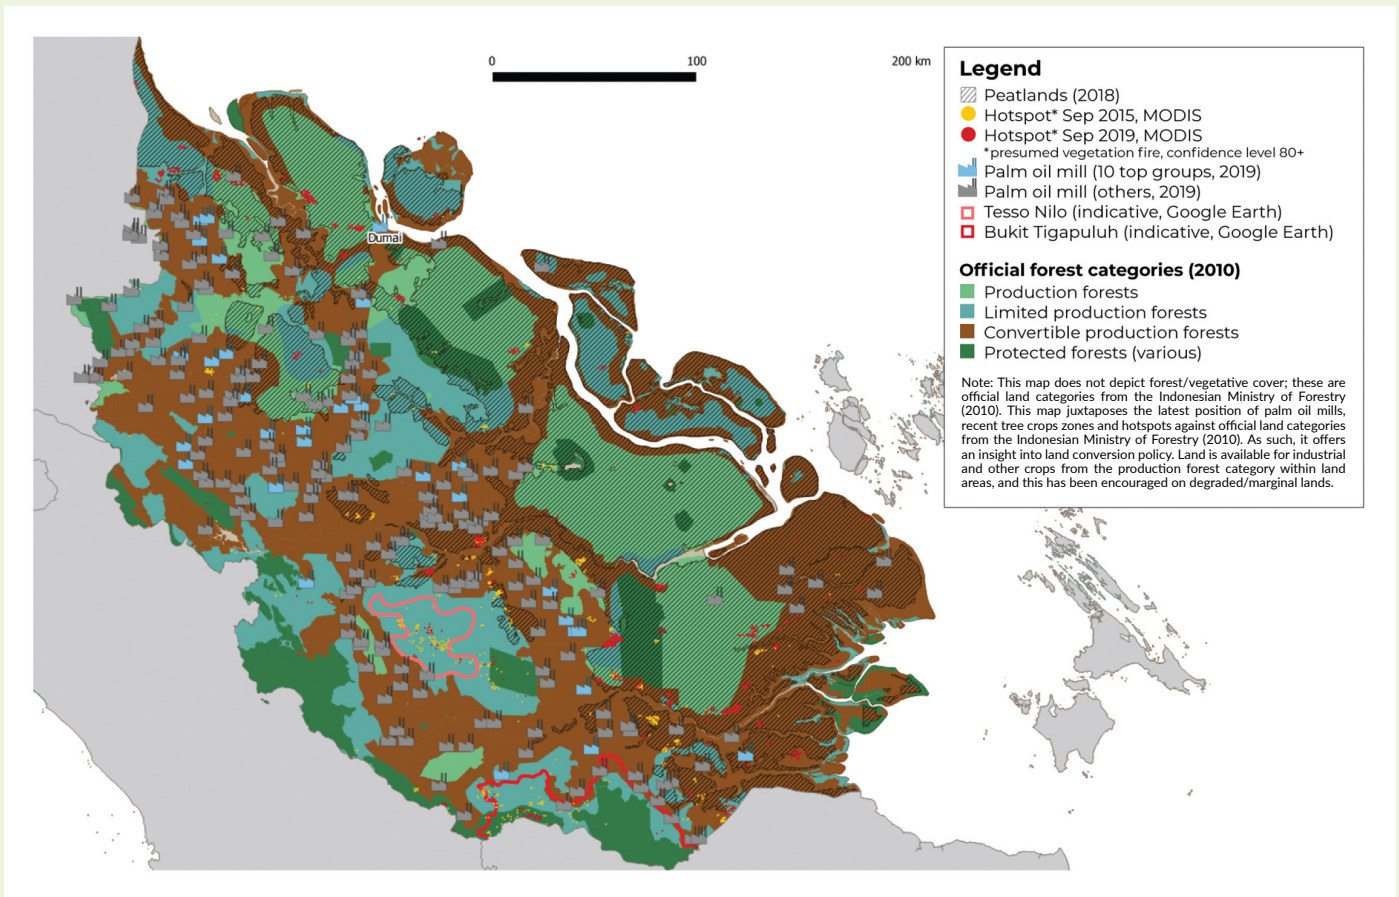 0 100 200 km
Legend
Peatlands (2018)
Hotspot* Sep 2015, MODIS
Hotspot* Sep 2019, MODIS
*presumed vegetation fire, confidence level 80+
Palm oil mill (10 top groups, 2019)
Palm oil mill (others, 2019)
Tesso Nilo (indicative, Google Earth)
Bukit Tigapuluh (indicative, Google Earth)
Official forest categories (2010)
Production forests
Limited production forests
Convertible production forests
Protected forests (various)
Note: This map does not depict forest/vegetative cover; these are
official land categories from the Indonesian Ministry of Forestry
(2010). This map juxtaposes the latest position of palm oil mills,
recent tree crops zones and hotspots against official land categories
from the Indonesian Ministry of Forestry (2010). As such, it offers
an insight into land conversion policy. Land is available for industrial
and other crops from the production forest category within land
areas, and this has been encouraged on degraded/marginal lands.
Dumai